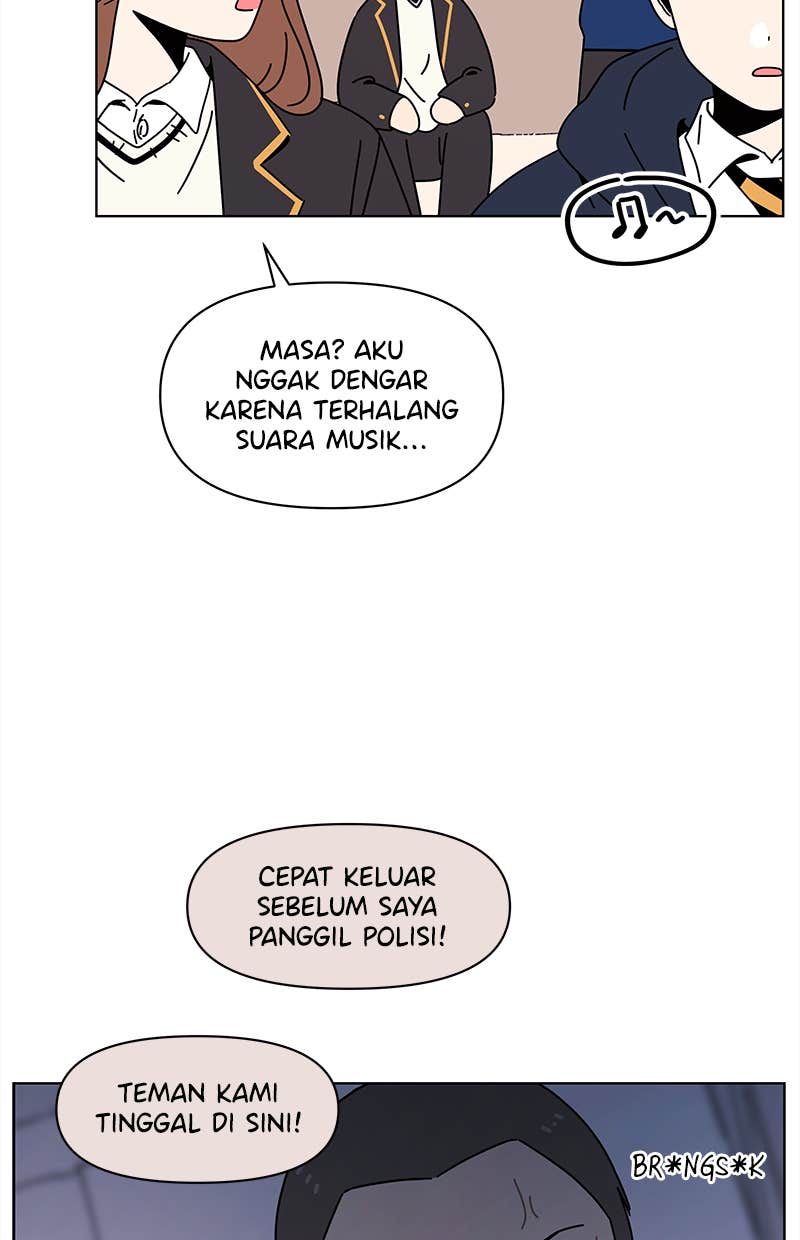 MASA? AKU
NGGAK DENGAR
KARENA TERHALANG
SUARA MUSIK...
CEPAT KELUAR
SEBELUM SAYA
PANGGIL POLISI!
TEMAN KAMI
TINGGAL DI SINI!
BR*NGS*K